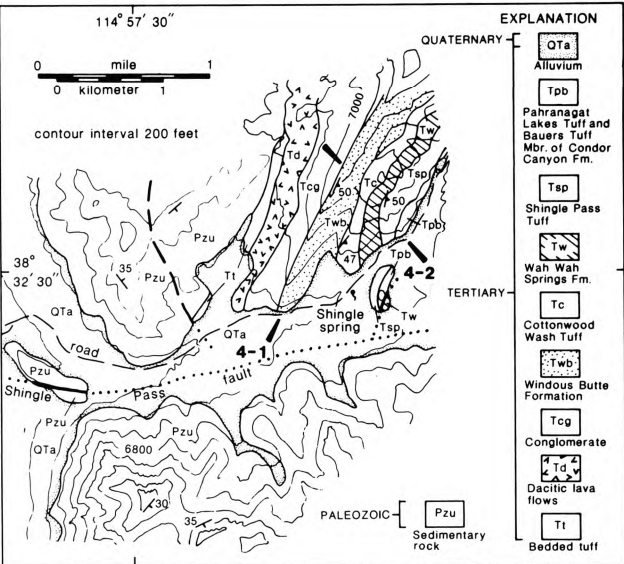 114° 57' 30"
0 mile 1
0 kilometer 1
contour interval 200 feet
38°
32' 30"
7000
Td
Tcg
Tw
50
Tc
Tsp
50
Twb
Tpb
47
Tpb
4-2
Pzu
35
Pzu
Tt
QTa
QTa
4-1
Shingle
spring
Tw
Tsp
road
Pzu
Shingle
Pass
fault
Pzu
QTa
Pzu
6800
30
35
EXPLANATION
QUATERNARY
QTa
Alluvium
Tpb
Pahranagat
Lakes Tuff and
Bauers Tuff
Mbr. of Condor
Canyon Fm.
Tsp
Shingle Pass
Tuff
Tw
Wah Wah
Springs Fm.
TERTIARY
Tc
Cottonwood
Wash Tuff
Twb
Windous Butte
Formation
Tcg
Conglomerate
Td
Dacitic lava
flows
Tt
Bedded tuff
PALEOZOIC
Pzu
Sedimentary
rock